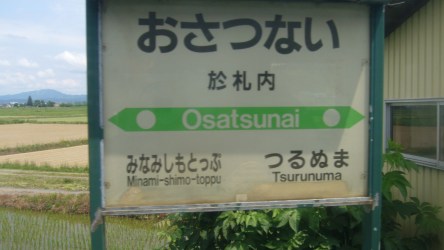 おさつない
於札内
Osatsunai
みなみしもとっぷ
Minami-shimo-toppu
つるぬま
Tsurunuma